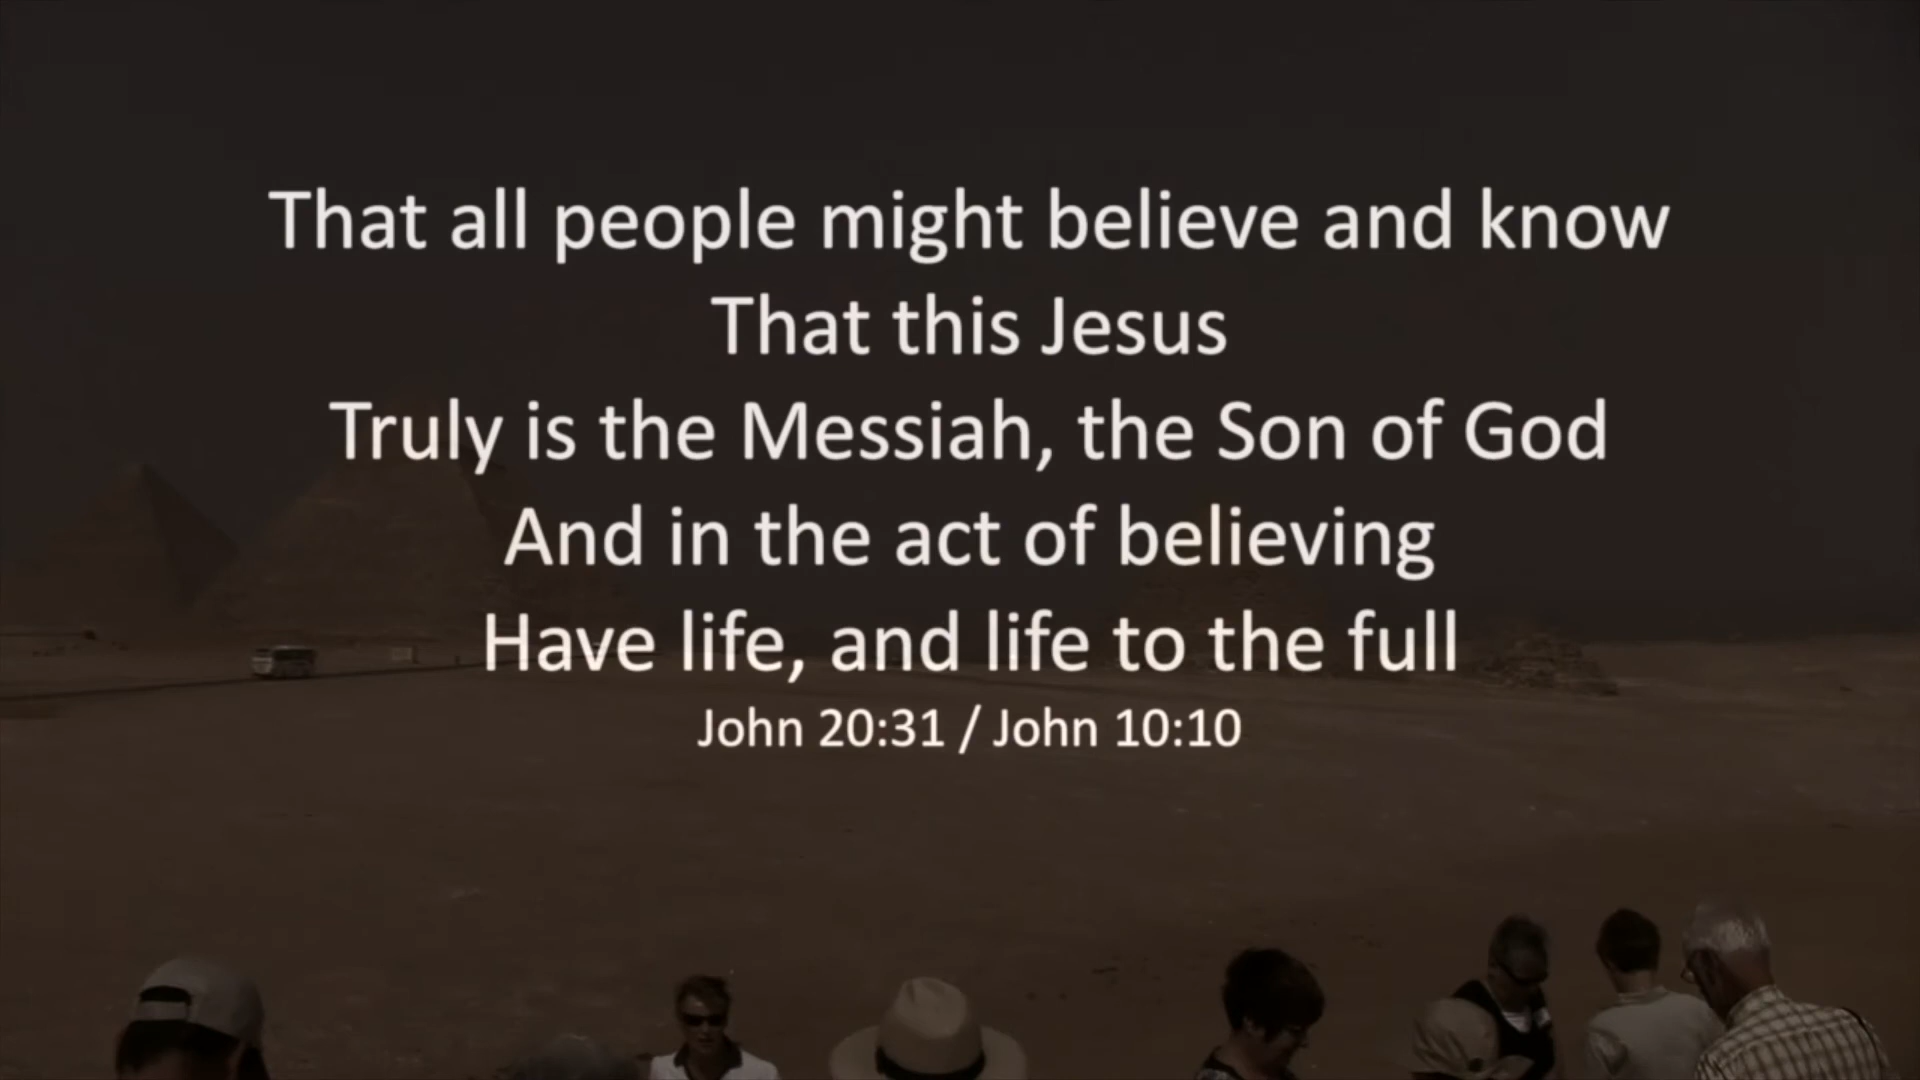 That all people might believe and know
That this Jesus
Truly is the Messiah, the Son of God
And in the act of believing
Have life, and life to the full
John 20:31 / John 10:10